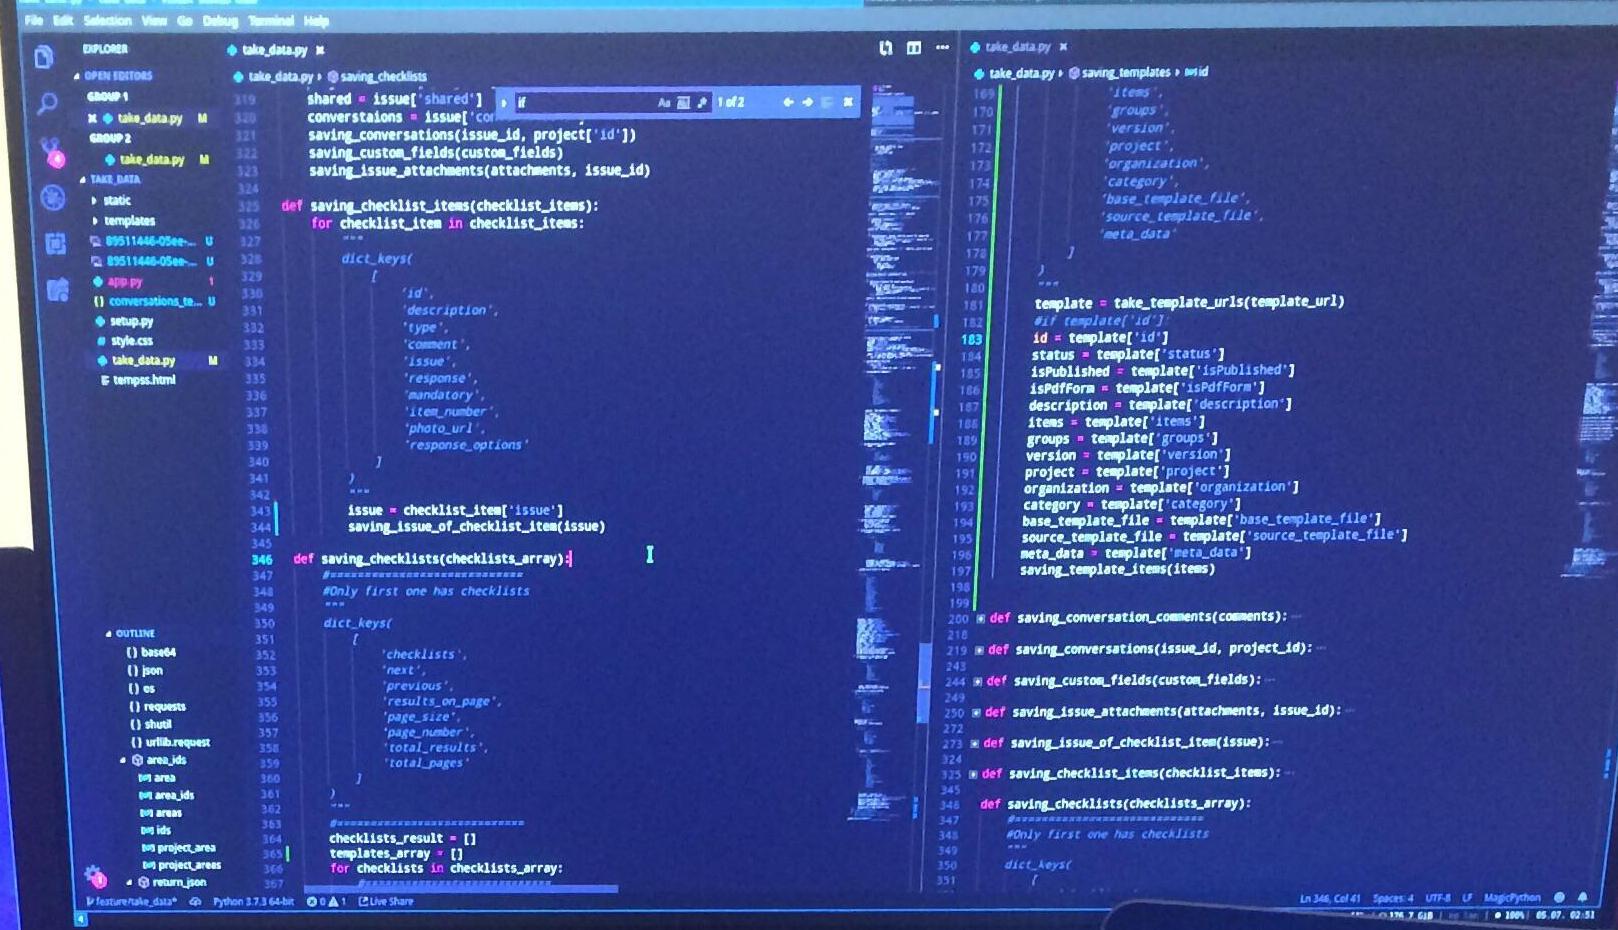 File Edit Selection View Go Debug Terminal Help
EXPLORER
OPEN EDITORS
GROUP 1
take_data.py M
GROUP 2
take_data.py M
TAKE_DATA
static
templates
89511446-05ee-... U
89511446-05ee-... U
app.py 1
conversations_te... U
setup.py
style.css
take_data.py M
tempss.html
OUTLINE
base64
json
os
requests
shutil
urllib.request
area_ids
area
area_ids
areas
ids
project_area
project_areas
return_json
take_data.py
take_data.py › saving_checklists
if Aa 1 of 2
319 shared = issue['shared']
320 converstaions = issue['con
321 saving_conversations(issue_id, project['id'])
322 saving_custom_fields(custom_fields)
323 saving_issue_attachments(attachments, issue_id)
324
325 def saving_checklist_items(checklist_items):
326 for checklist_item in checklist_items:
327 """
328 dict_keys(
329 [
330 'id',
331 'description',
332 'type',
333 'comment',
334 'issue',
335 'response',
336 'mandatory',
337 'item_number',
338 'photo_url',
339 'response_options'
340 ]
341 )
342 """
343 issue = checklist_item['issue']
344 saving_issue_of_checklist_item(issue)
345
346 def saving_checklists(checklists_array):
347 #===========================
348 #Only first one has checklists
349 """
350 dict_keys(
351 [
352 'checklists',
353 'next',
354 'previous',
355 'results_on_page',
356 'page_size',
357 'page_number',
358 'total_results',
359 'total_pages'
360 ]
361 )
362 """
363 #===========================
364 checklists_result = []
365 templates_array = []
366 for checklists in checklists_array:
367 #===========================
take_data.py
take_data.py › saving_templates › id
169 'items',
170 'groups',
171 'version',
172 'project',
173 'organization',
174 'category',
175 'base_template_file',
176 'source_template_file',
177 'meta_data'
178 ]
179 )
180 """
181 template = take_template_urls(template_url)
182 #if template['id']:
183 id = template['id']
184 status = template['status']
185 isPublished = template['isPublished']
186 isPdfForm = template['isPdfForm']
187 description = template['description']
188 items = template['items']
189 groups = template['groups']
190 version = template['version']
191 project = template['project']
192 organization = template['organization']
193 category = template['category']
194 base_template_file = template['base_template_file']
195 source_template_file = template['source_template_file']
196 meta_data = template['meta_data']
197 saving_template_items(items)
198
199
200 def saving_conversation_comments(comments):
218
219 def saving_conversations(issue_id, project_id):
243
244 def saving_custom_fields(custom_fields):
249
250 def saving_issue_attachments(attachments, issue_id):
272
273 def saving_issue_of_checklist_item(issue):
324
325 def saving_checklist_items(checklist_items):
345
346 def saving_checklists(checklists_array):
347 #===========================
348 #Only first one has checklists
349 """
350 dict_keys(
351 [
feature/take_data* Python 3.7.3 64-bit 0 1 Live Share
Ln 346, Col 41 Spaces: 4 UTF-8 LF MagicPython
4
176.7 GiB 100% 05.07. 02:51